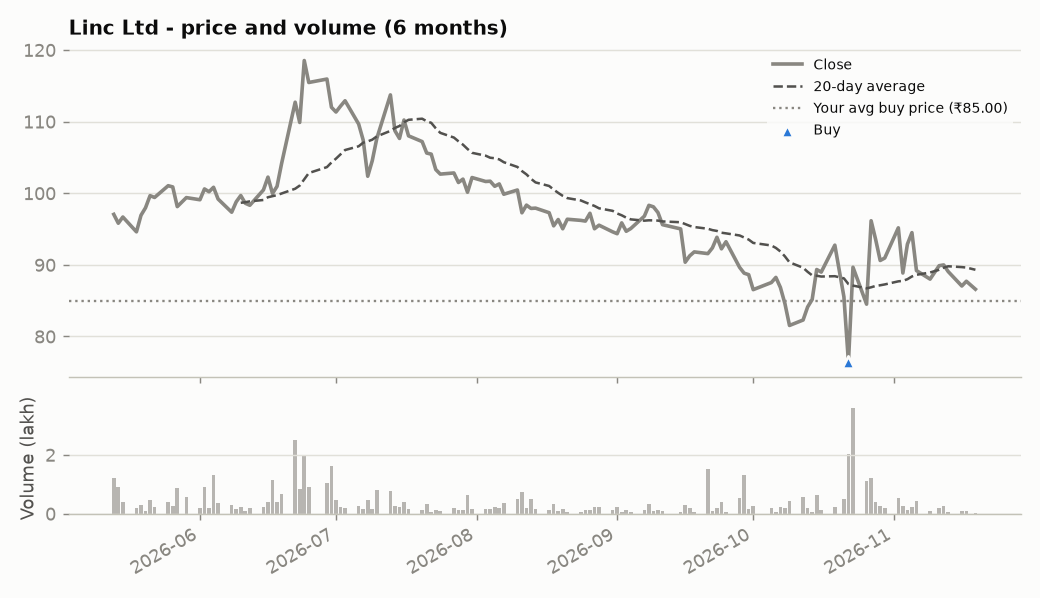 Linc Ltd - price and volume (6 months)
Close
20-day average
Your avg buy price (₹85.00)
Buy
120
110
100
90
80
Volume (lakh)
2
0
2026-06
2026-07
2026-08
2026-09
2026-10
2026-11